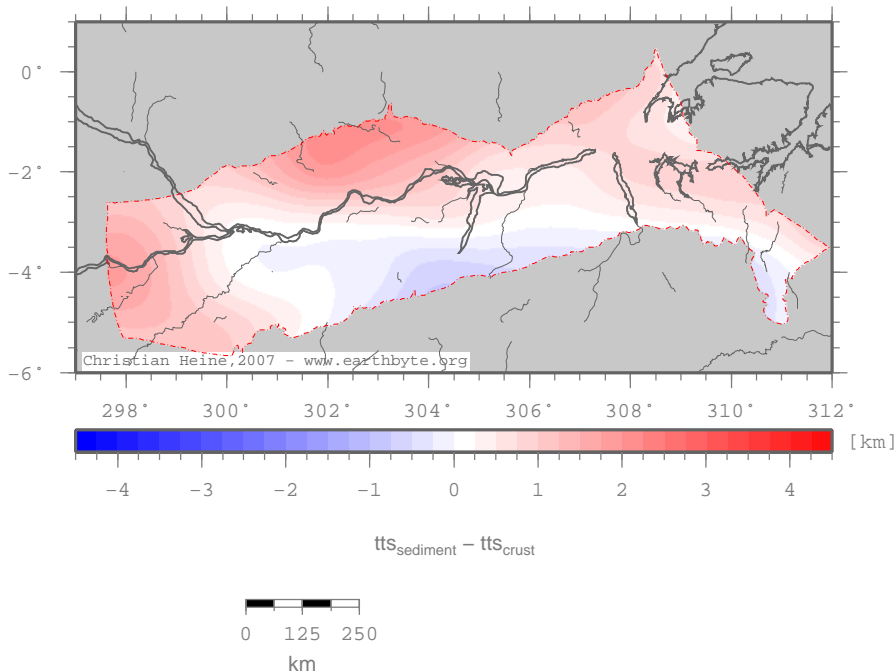 0°
−2°
−4°
−6°
Christian Heine,2007 − www.earthbyte.org
298° 300° 302° 304° 306° 308° 310° 312°
[km]
−4 −3 −2 −1 0 1 2 3 4
tts_sediment − tts_crust
0 125 250
km